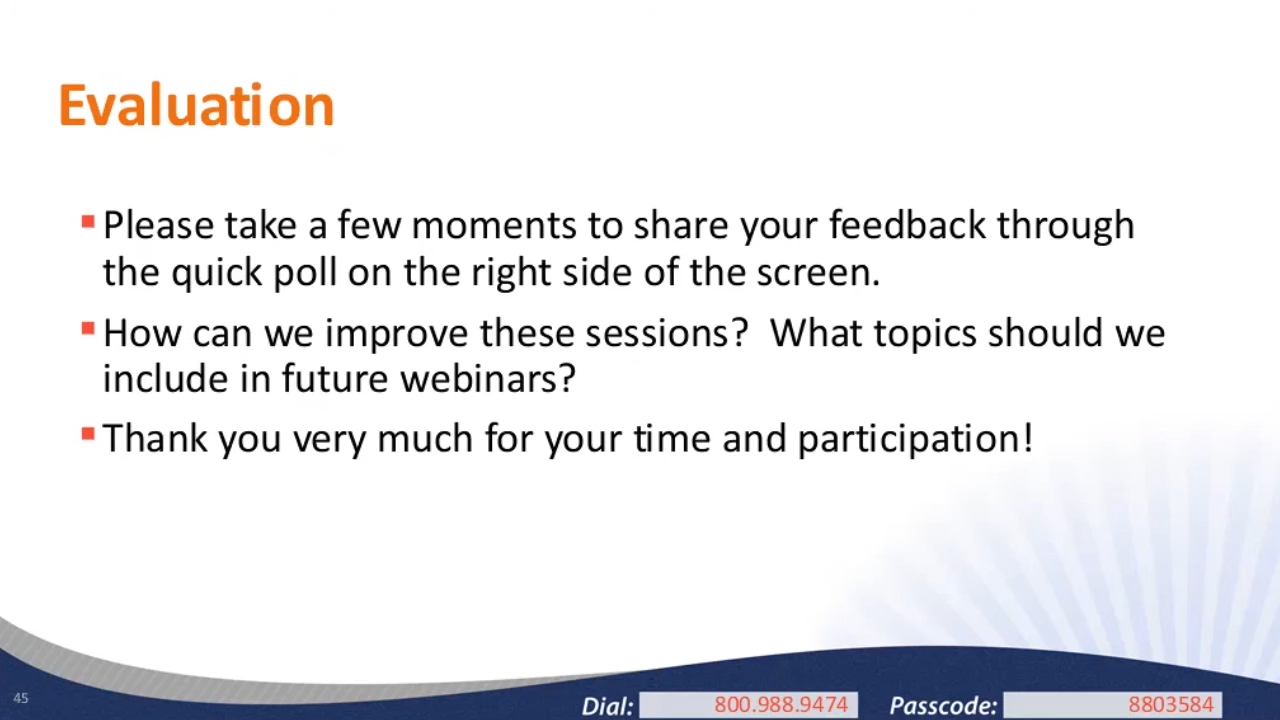 Evaluation
▪Please take a few moments to share your feedback through
the quick poll on the right side of the screen.
▪How can we improve these sessions?  What topics should we
include in future webinars?
▪Thank you very much for your time and participation!
45
Dial: 800.988.9474 Passcode: 8803584